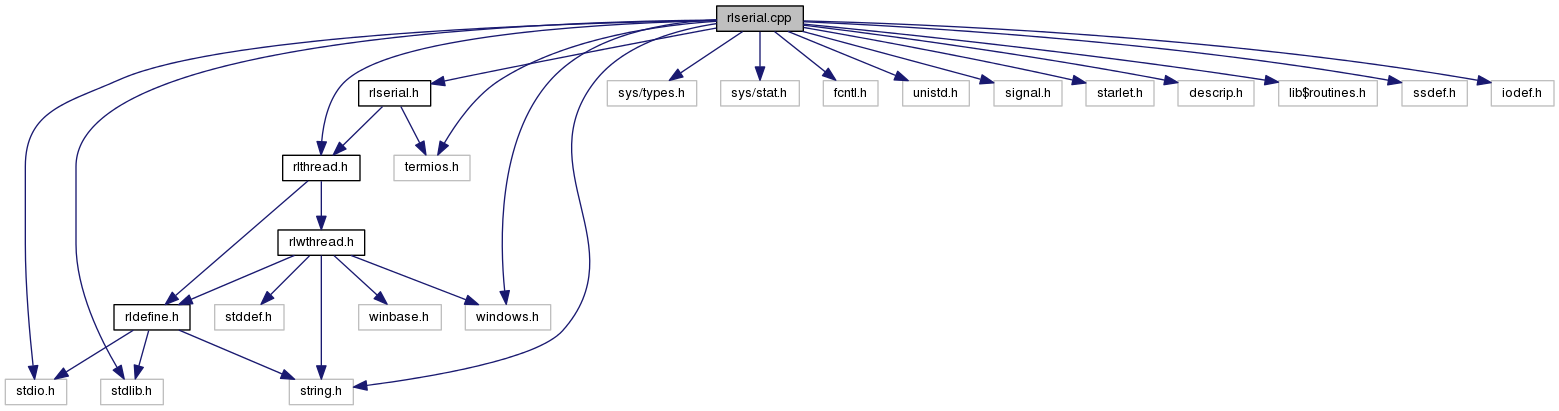 rlserial.cpp
rlserial.h
sys/types.h
sys/stat.h
fcntl.h
unistd.h
signal.h
starlet.h
descrip.h
lib$routines.h
ssdef.h
iodef.h
rlthread.h
termios.h
rlwthread.h
rldefine.h
stddef.h
winbase.h
windows.h
stdio.h
stdlib.h
string.h